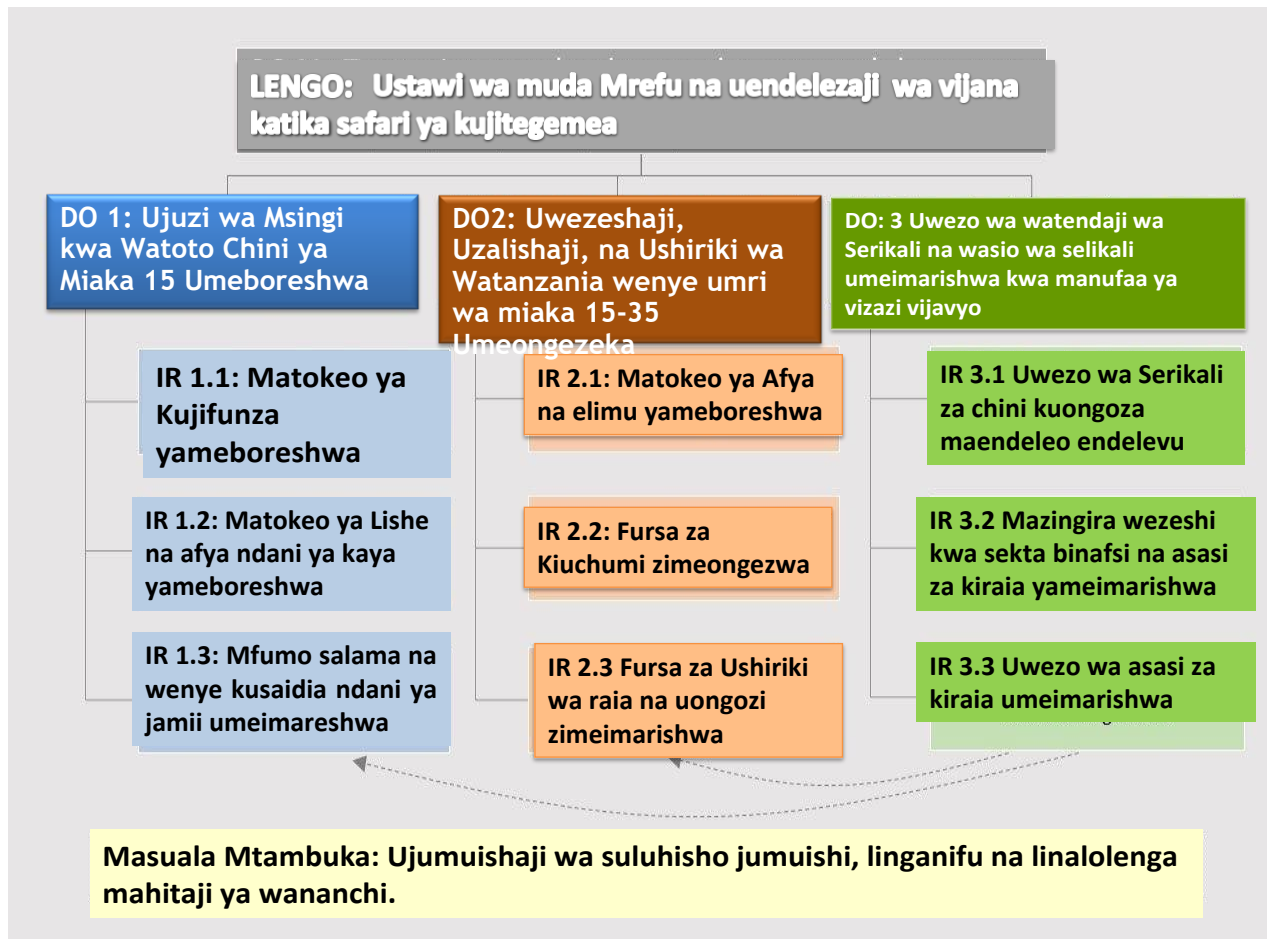 LENGO: Ustawi wa muda Mrefu na uendelezaji wa vijana
katika safari ya kujitegemea
DO 1: Ujuzi wa Msingi
kwa Watoto Chini ya
Miaka 15 Umeboreshwa
DO2: Uwezeshaji,
Uzalishaji, na Ushiriki wa
Watanzania wenye umri
wa miaka 15-35
Umeongezeka
DO: 3 Uwezo wa watendaji wa
Serikali na wasio wa selikali
umeimarishwa kwa manufaa ya
vizazi vijavyo
IR 1.1: Matokeo ya
Kujifunza
yameboreshwa
IR 2.1: Matokeo ya Afya
na elimu yameboreshwa
IR 3.1 Uwezo wa Serikali
za chini kuongoza
maendeleo endelevu
IR 1.2: Matokeo ya Lishe
na afya ndani ya kaya
yameboreshwa
IR 2.2: Fursa za
Kiuchumi zimeongezwa
IR 3.2 Mazingira wezeshi
kwa sekta binafsi na asasi
za kiraia yameimarishwa
IR 1.3: Mfumo salama na
wenye kusaidia ndani ya
jamii umeimareshwa
IR 2.3 Fursa za Ushiriki
wa raia na uongozi
zimeimarishwa
IR 3.3 Uwezo wa asasi za
kiraia umeimarishwa
Masuala Mtambuka: Ujumuishaji wa suluhisho jumuishi, linganifu na linalolenga
mahitaji ya wananchi.